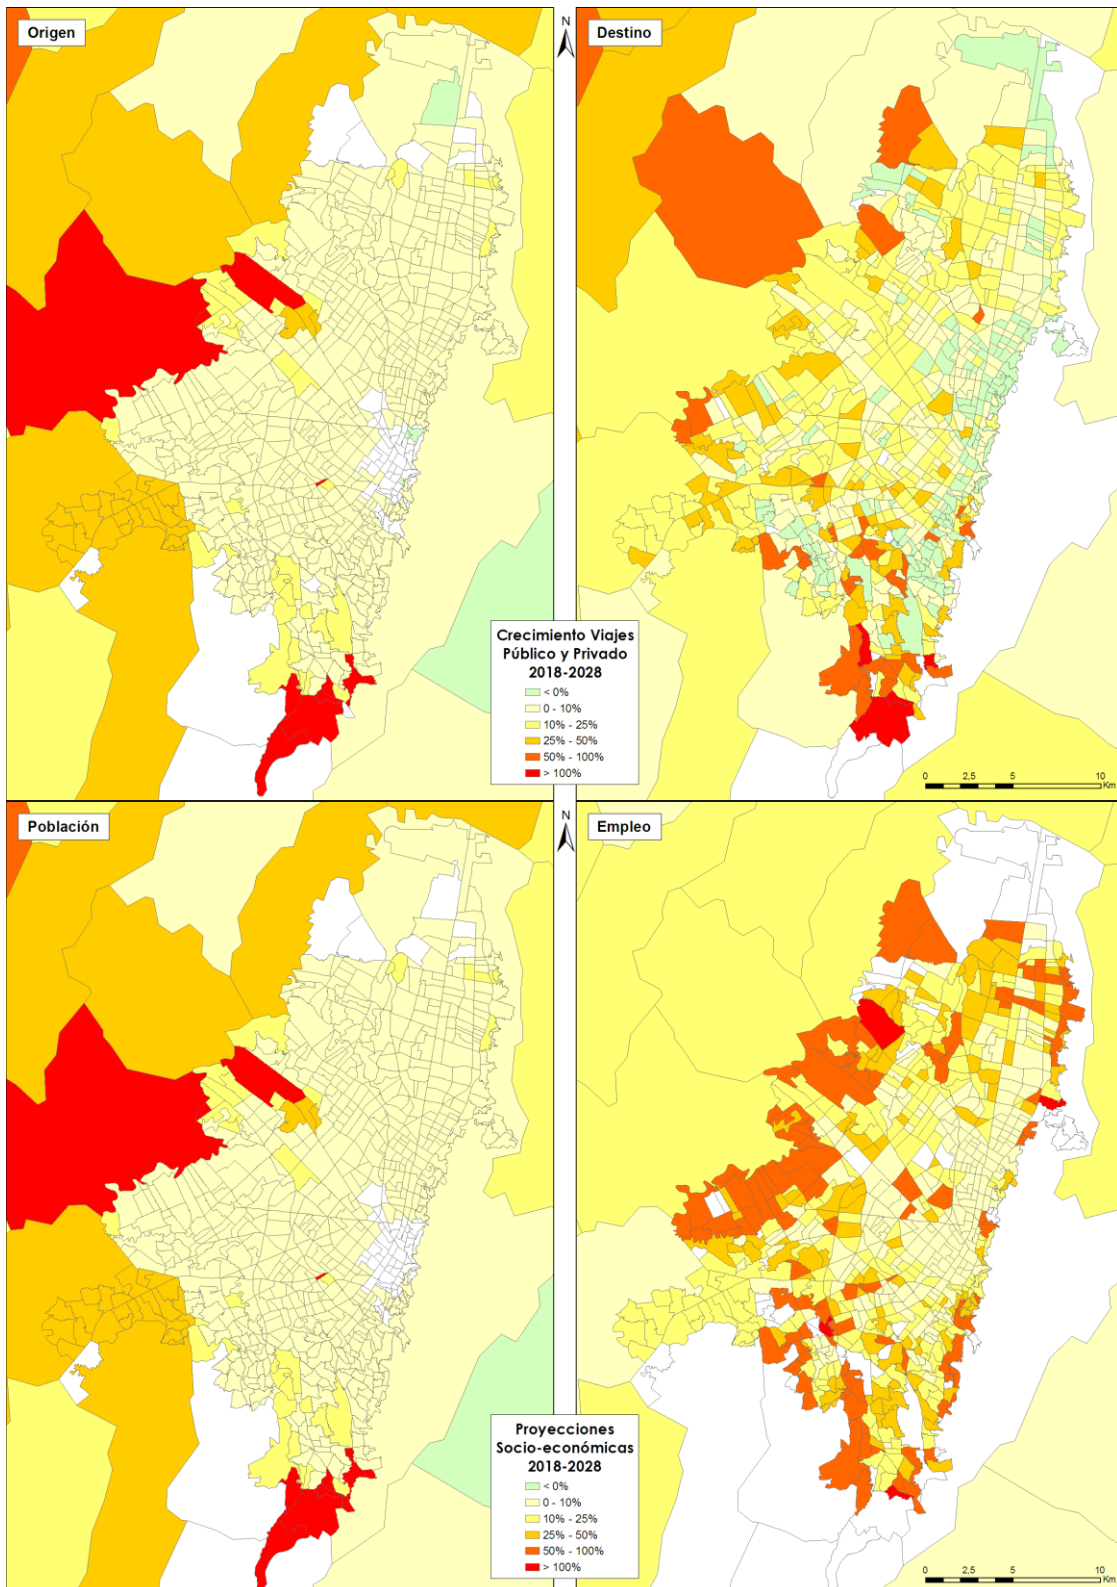 Origen
N
Destino
Crecimiento Viajes
Público y Privado
2018-2028
< 0%
0 - 10%
10% - 25%
25% - 50%
50% - 100%
> 100%
0 2,5 5 10
Km
Población
N
Empleo
Proyecciones
Socio-económicas
2018-2028
< 0%
0 - 10%
10% - 25%
25% - 50%
50% - 100%
> 100%
0 2,5 5 10
Km